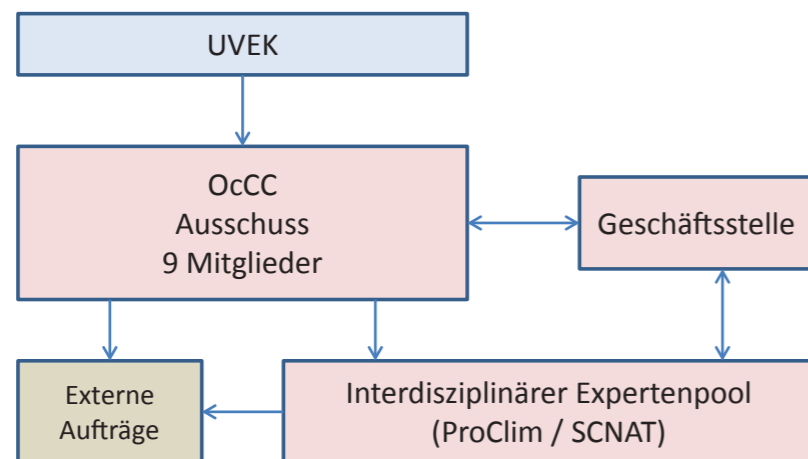 UVEK
OcCC
Ausschuss
9 Mitglieder
Geschäftsstelle
Externe
Aufträge
Interdisziplinärer Expertenpool
(ProClim / SCNAT)